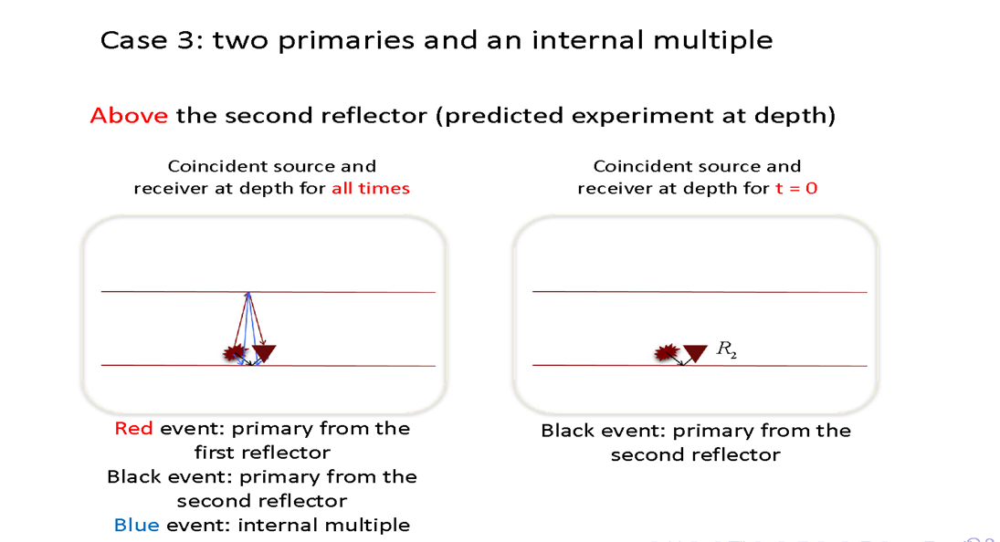 Case 3: two primaries and an internal multiple
Above the second reflector (predicted experiment at depth)
Coincident source and
receiver at depth for all times
Red event: primary from the
first reflector
Black event: primary from the
second reflector
Blue event: internal multiple
Coincident source and
receiver at depth for t = 0
R₂
Black event: primary from the
second reflector